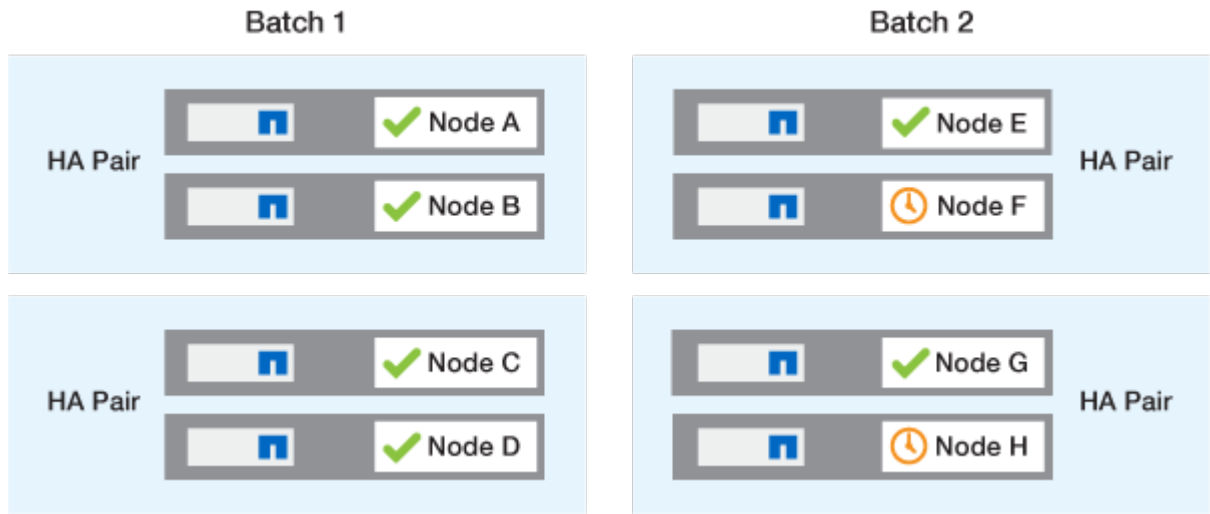 Batch 1
Batch 2
HA Pair
Node A
Node B
Node E
Node F
HA Pair
HA Pair
Node C
Node D
Node G
Node H
HA Pair